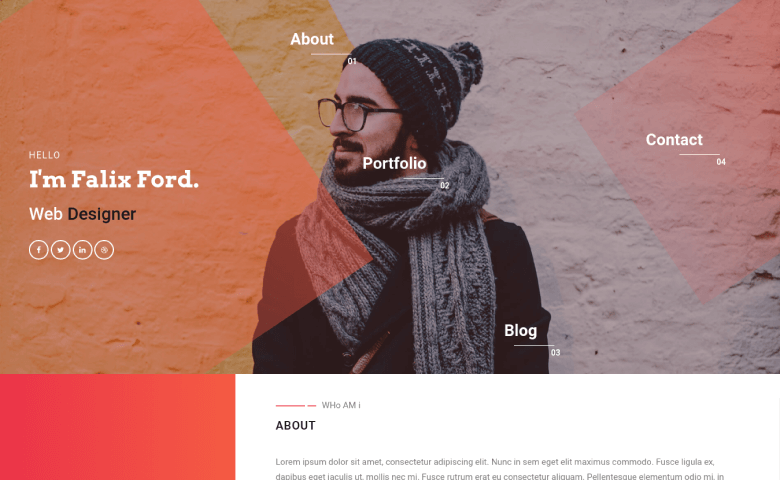 About
01
Contact
04
HELLO
I'm Falix Ford.
Portfolio
02
Web Designer
Blog
03
WHo AM i
ABOUT
Lorem ipsum dolor sit amet, consectetur adipiscing elit. Nunc in sem eget elit maximus commodo. Fusce ligula ex,
dapibus eget iaculis ut, mollis nec mi. Fusce rutrum erat eu consectetur aliquam. Pellentesque elementum odio mi, in